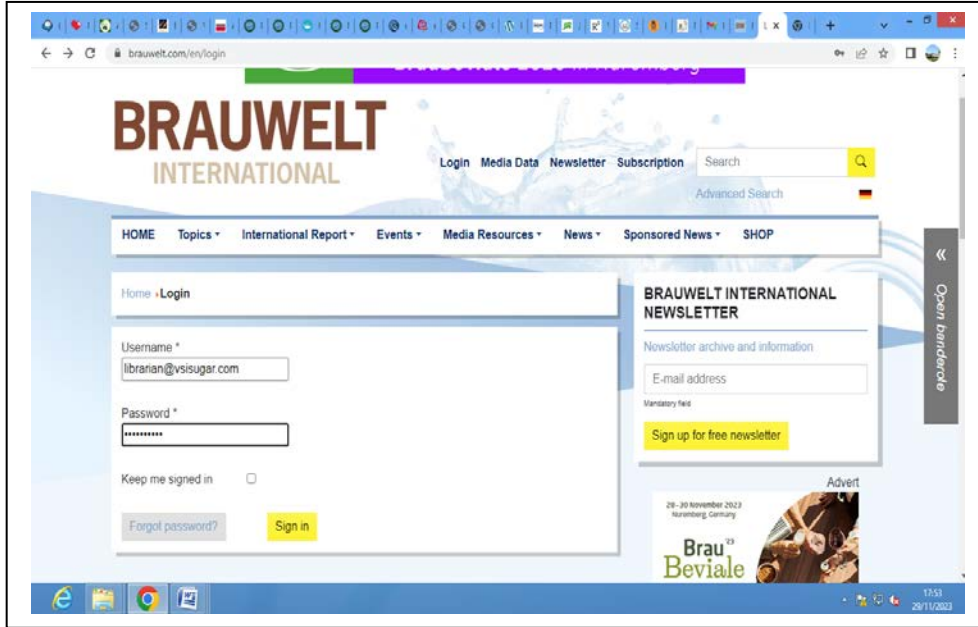 brauwelt.com/en/login
BRAUWELT
INTERNATIONAL
Login Media Data Newsletter Subscription
Search
Advanced Search
HOME Topics International Report Events Media Resources News Sponsored News SHOP
«
Open banderole
Home Login
Username *
librarian@vsisugar.com
Password *
••••••••••
Keep me signed in
Forgot password?
Sign in
BRAUWELT INTERNATIONAL
NEWSLETTER
Newsletter archive and information
E-mail address
Mandatory field
Sign up for free newsletter
Advert
28–30 November 2023
Nuremberg, Germany
Brau '23
Beviale
17:53
29/11/2023